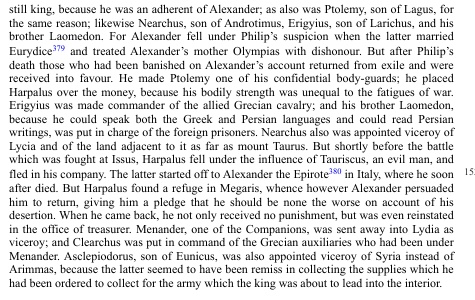 still king, because he was an adherent of Alexander; as also was Ptolemy, son of Lagus, for
the same reason; likewise Nearchus, son of Androtimus, Erigyius, son of Larichus, and his
brother Laomedon. For Alexander fell under Philip's suspicion when the latter married
Eurydice379 and treated Alexander's mother Olympias with dishonour. But after Philip's
death those who had been banished on Alexander's account returned from exile and were
received into favour. He made Ptolemy one of his confidential body-guards; he placed
Harpalus over the money, because his bodily strength was unequal to the fatigues of war.
Erigyius was made commander of the allied Grecian cavalry; and his brother Laomedon,
because he could speak both the Greek and Persian languages and could read Persian
writings, was put in charge of the foreign prisoners. Nearchus also was appointed viceroy of
Lycia and of the land adjacent to it as far as mount Taurus. But shortly before the battle
which was fought at Issus, Harpalus fell under the influence of Tauriscus, an evil man, and
fled in his company. The latter started off to Alexander the Epirote380 in Italy, where he soon
after died. But Harpalus found a refuge in Megaris, whence however Alexander persuaded
him to return, giving him a pledge that he should be none the worse on account of his
desertion. When he came back, he not only received no punishment, but was even reinstated
in the office of treasurer. Menander, one of the Companions, was sent away into Lydia as
viceroy; and Clearchus was put in command of the Grecian auxiliaries who had been under
Menander. Asclepiodorus, son of Eunicus, was also appointed viceroy of Syria instead of
Arimmas, because the latter seemed to have been remiss in collecting the supplies which he
had been ordered to collect for the army which the king was about to lead into the interior.